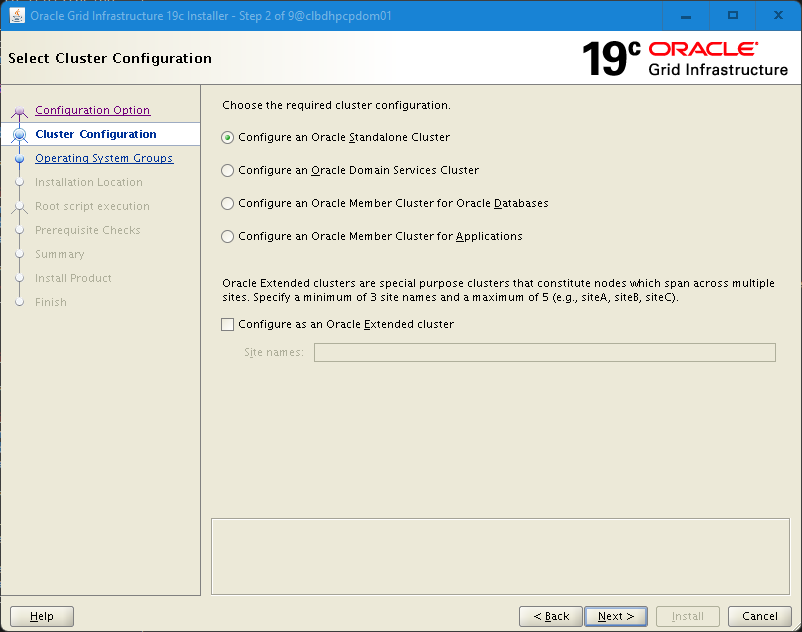 Oracle Grid Infrastructure 19c Installer - Step 2 of 9@clbdhpcpdom01
Select Cluster Configuration
19c ORACLE
Grid Infrastructure
Configuration Option
Cluster Configuration
Operating System Groups
Installation Location
Root script execution
Prerequisite Checks
Summary
Install Product
Finish
Choose the required cluster configuration.
Configure an Oracle Standalone Cluster
Configure an Oracle Domain Services Cluster
Configure an Oracle Member Cluster for Oracle Databases
Configure an Oracle Member Cluster for Applications
Oracle Extended clusters are special purpose clusters that constitute nodes which span across multiple
sites. Specify a minimum of 3 site names and a maximum of 5 (e.g., siteA, siteB, siteC).
Configure as an Oracle Extended cluster
Site names:
Help
< Back
Next >
Install
Cancel